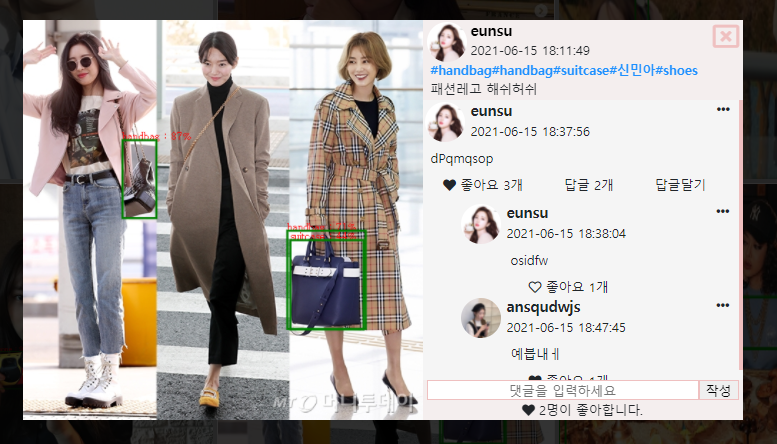 handbag : 87%
suitcase
MT 머니투데이
eunsu
2021-06-15 18:11:49
#handbag#handbag#suitcase#신민아#shoes
패션레고 해쉬허쉬
eunsu
2021-06-15 18:37:56
dPqmqsop
좋아요 3개 답글 2개 답글달기
eunsu
2021-06-15 18:38:04
osidfw
좋아요 1개
ansqudwjs
2021-06-15 18:47:45
예쁩내ㅔ
좋아요 1개
댓글을 입력하세요 작성
2명이 좋아합니다.